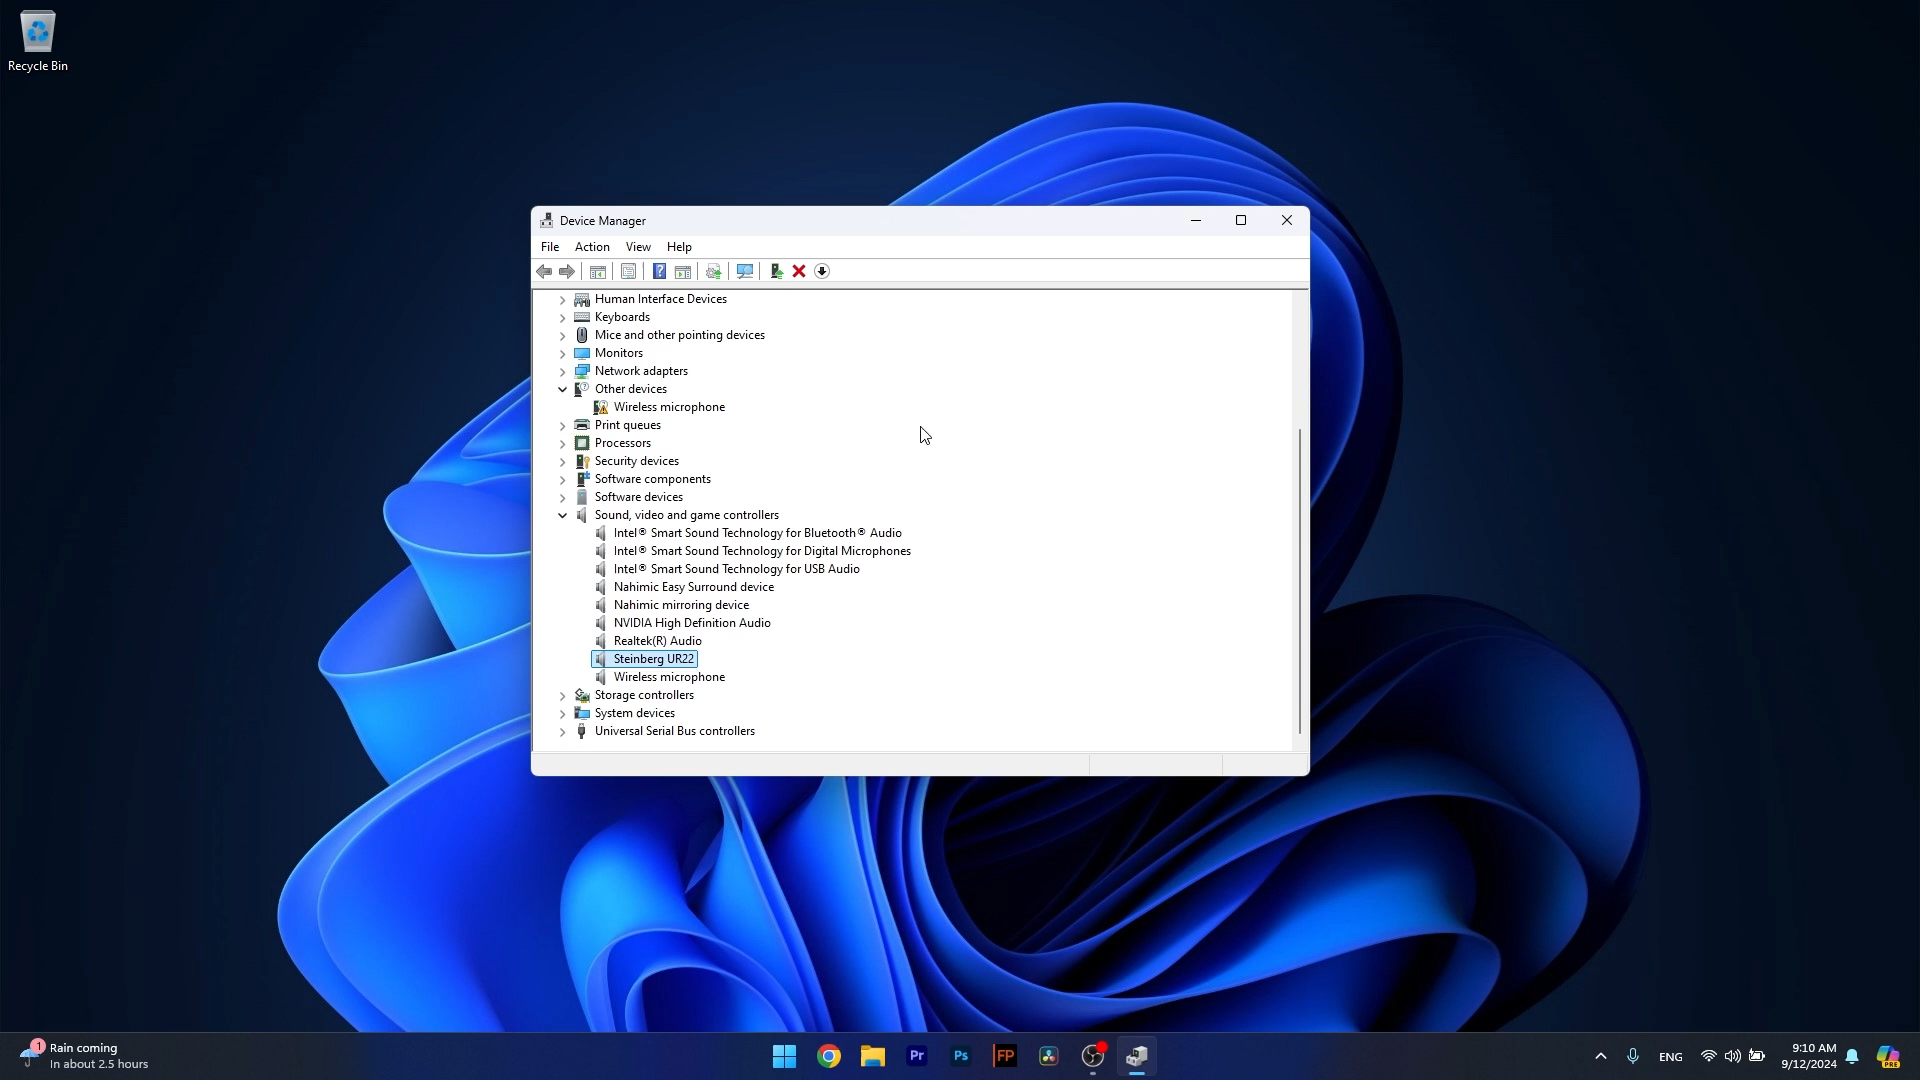 Recycle Bin
Device Manager
File Action View Help
Human Interface Devices
Keyboards
Mice and other pointing devices
Monitors
Network adapters
Other devices
Wireless microphone
Print queues
Processors
Security devices
Software components
Software devices
Sound, video and game controllers
Intel® Smart Sound Technology for Bluetooth® Audio
Intel® Smart Sound Technology for Digital Microphones
Intel® Smart Sound Technology for USB Audio
Nahimic Easy Surround device
Nahimic mirroring device
NVIDIA High Definition Audio
Realtek(R) Audio
Steinberg UR22
Wireless microphone
Storage controllers
System devices
Universal Serial Bus controllers
1
Rain coming
In about 2.5 hours
Pr
Ps
FP
ENG
9:10 AM
9/12/2024
PRE